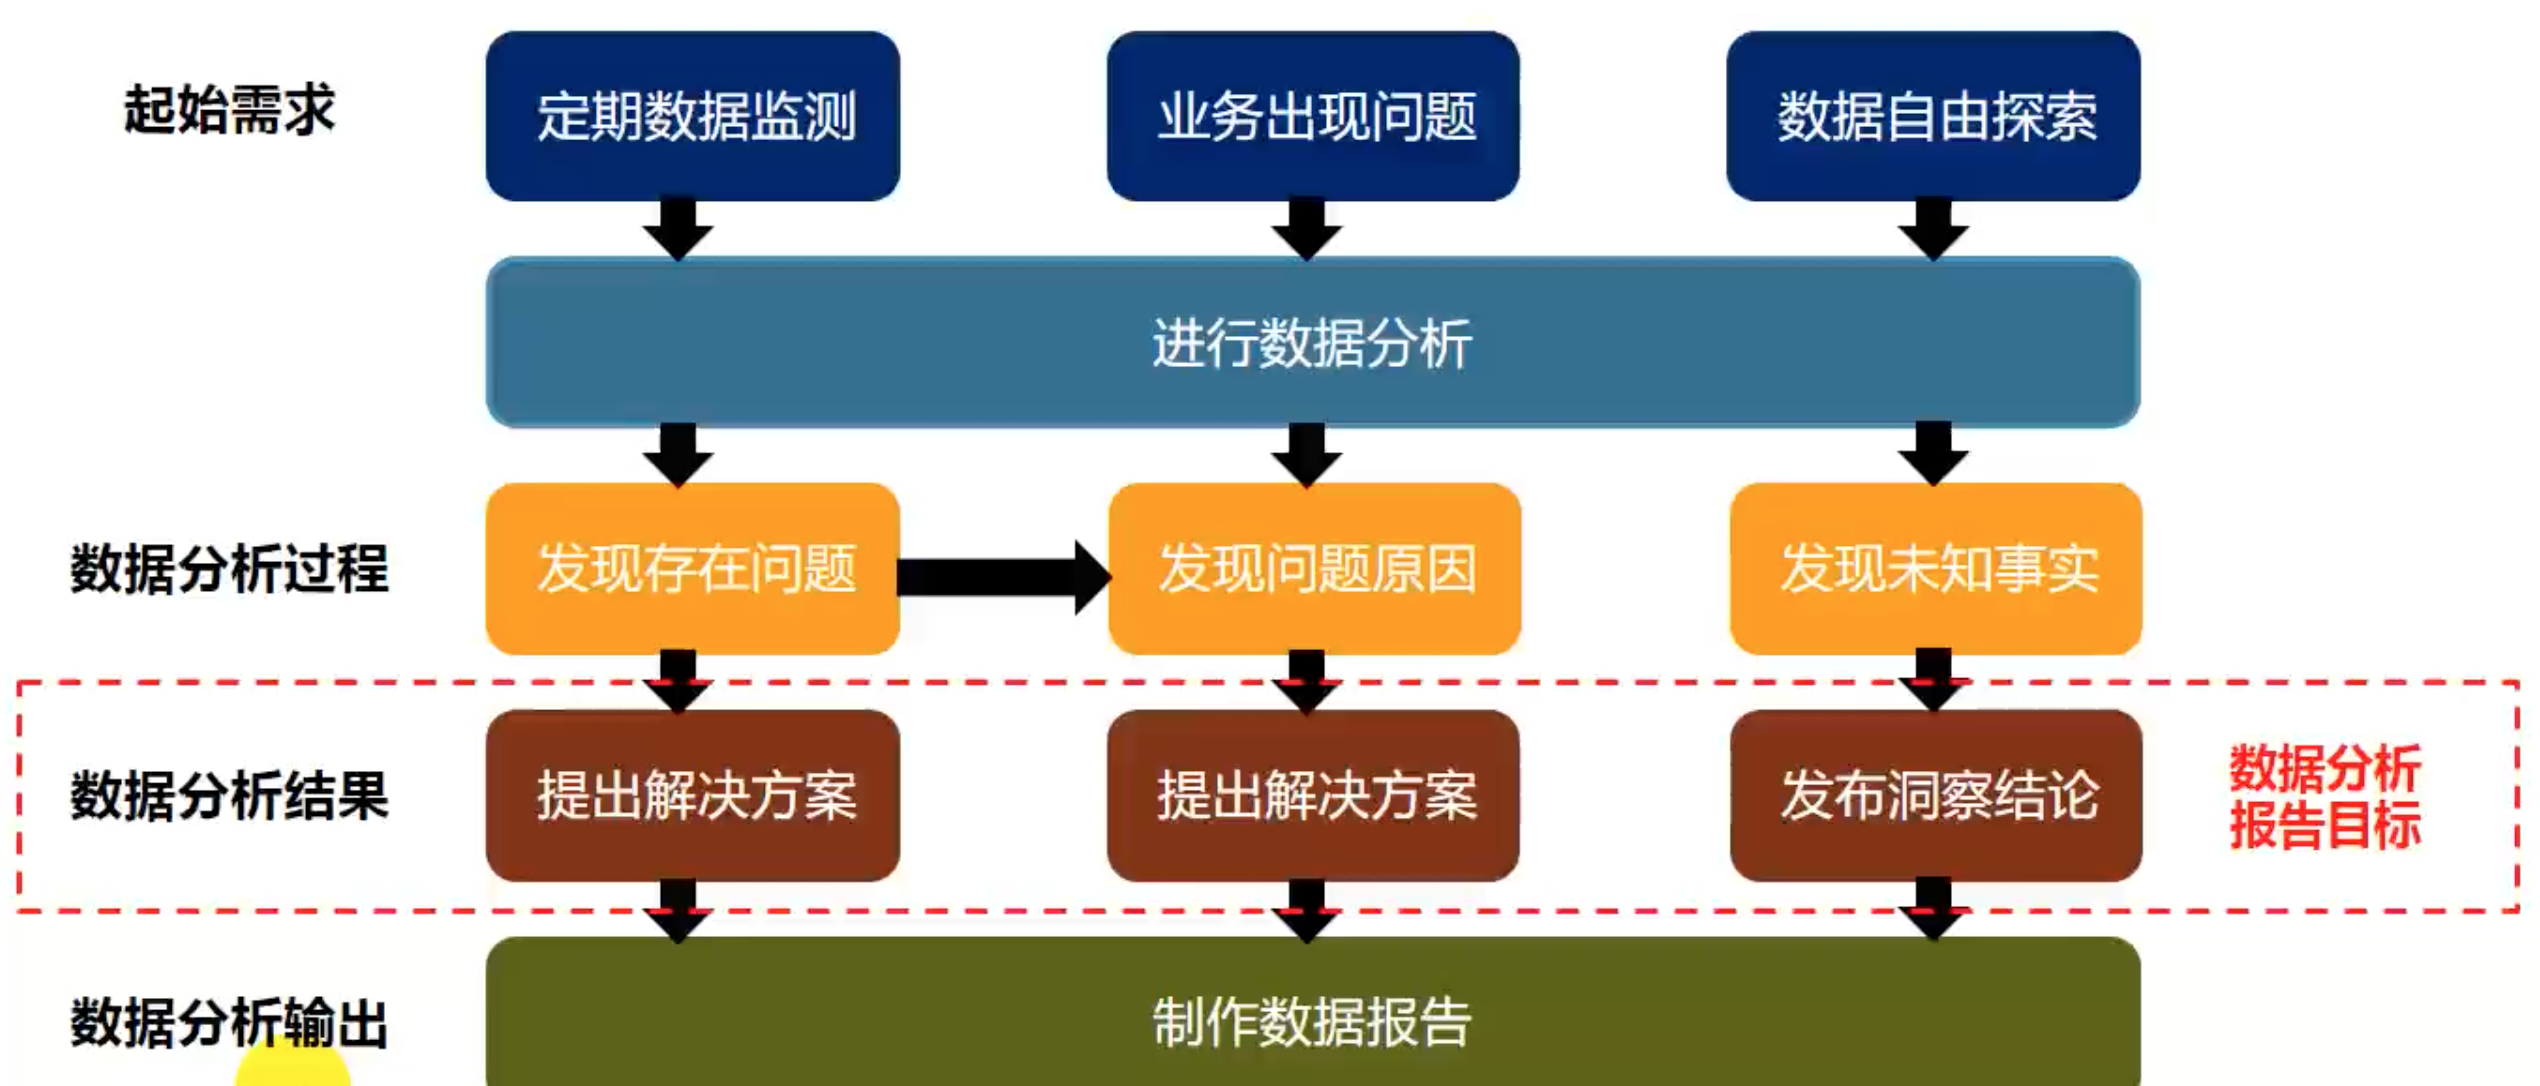 起始需求
定期数据监测
业务出现问题
数据自由探索
进行数据分析
数据分析过程
发现存在问题
发现问题原因
发现未知事实
数据分析结果
提出解决方案
提出解决方案
发布洞察结论
数据分析
报告目标
数据分析输出
制作数据报告